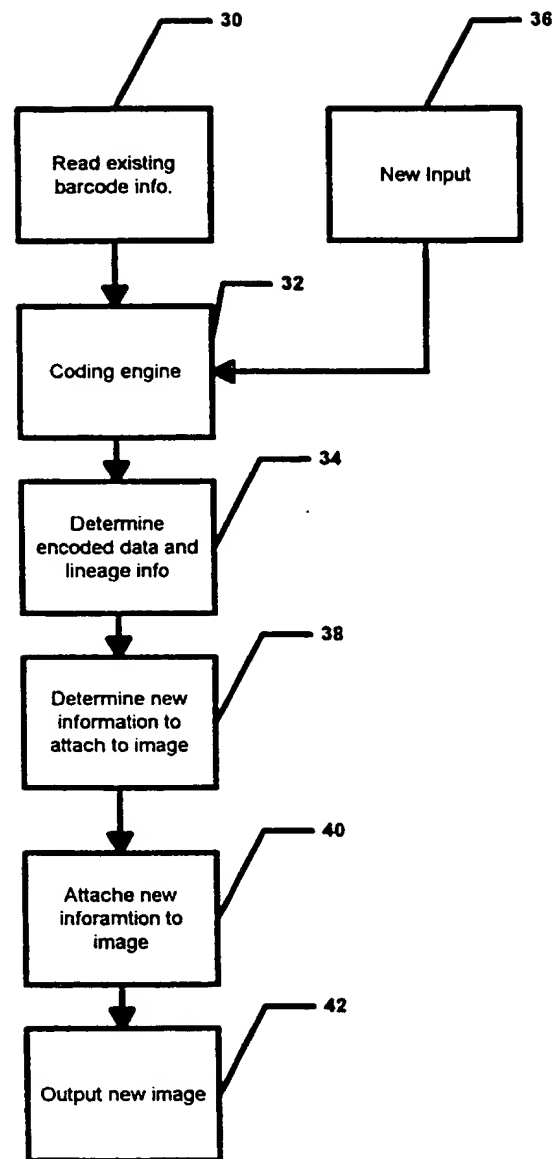 30
36
Read existing
barcode info.
New Input
32
Coding engine
34
Determine
encoded data and
lineage info
38
Determine new
information to
attach to image
40
Attache new
inforamtion to
image
42
Output new image